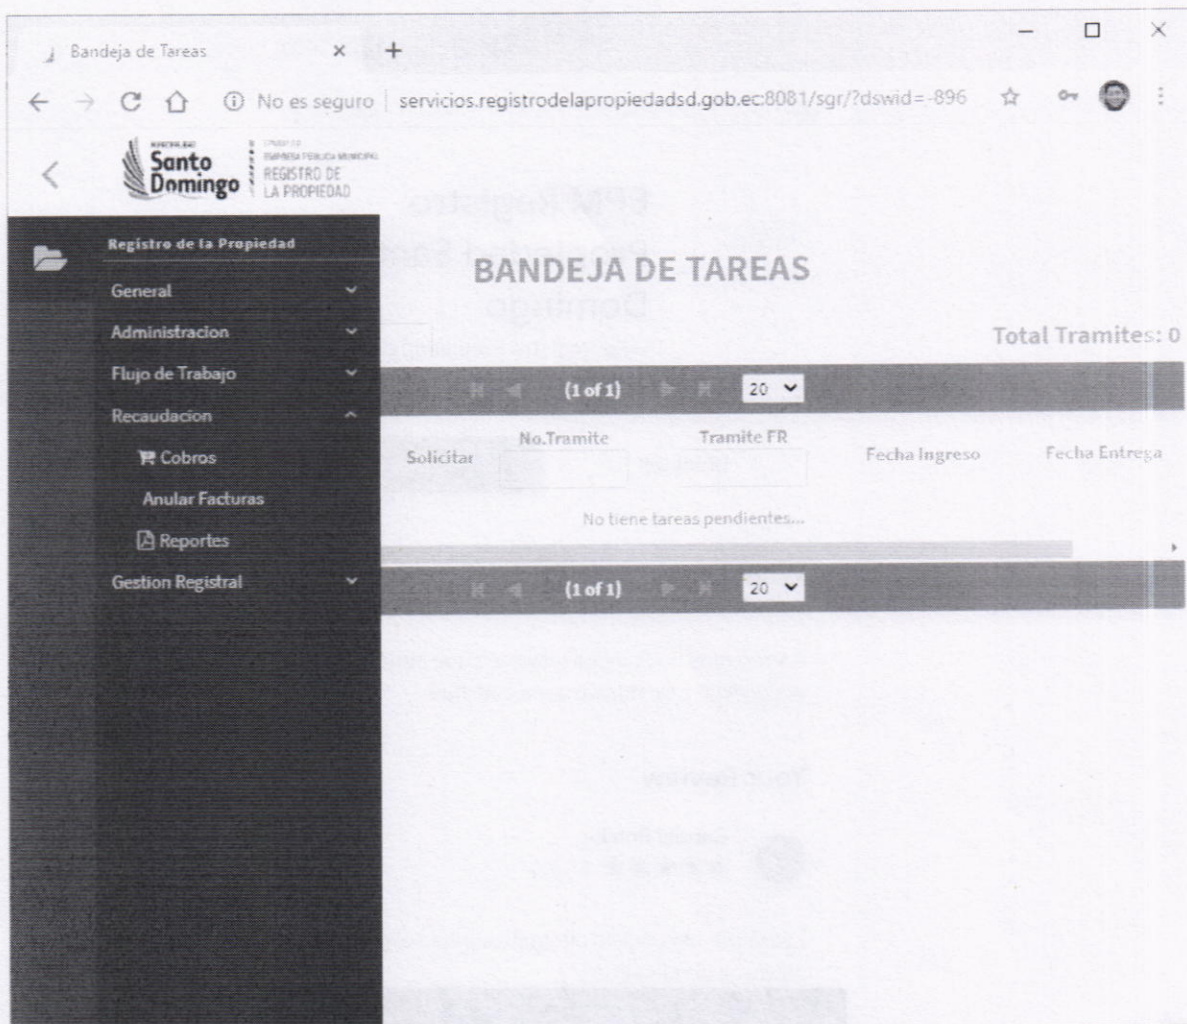 Bandeja de Tareas
No es seguro | servicios.registrodelapropiedadsd.gob.ec:8081/sgr/?dswid=-896
Santo
Domingo
EMPRESA PÚBLICA MUNICIPAL
REGISTRO DE
LA PROPIEDAD
Registro de la Propiedad
General
Administracion
Flujo de Trabajo
Recaudacion
Cobros
Anular Facturas
Reportes
Gestion Registral
BANDEJA DE TAREAS
Total Tramites: 0
(1 of 1) 20
Solicitar No.Tramite Tramite FR Fecha Ingreso Fecha Entrega
No tiene tareas pendientes...
(1 of 1) 20